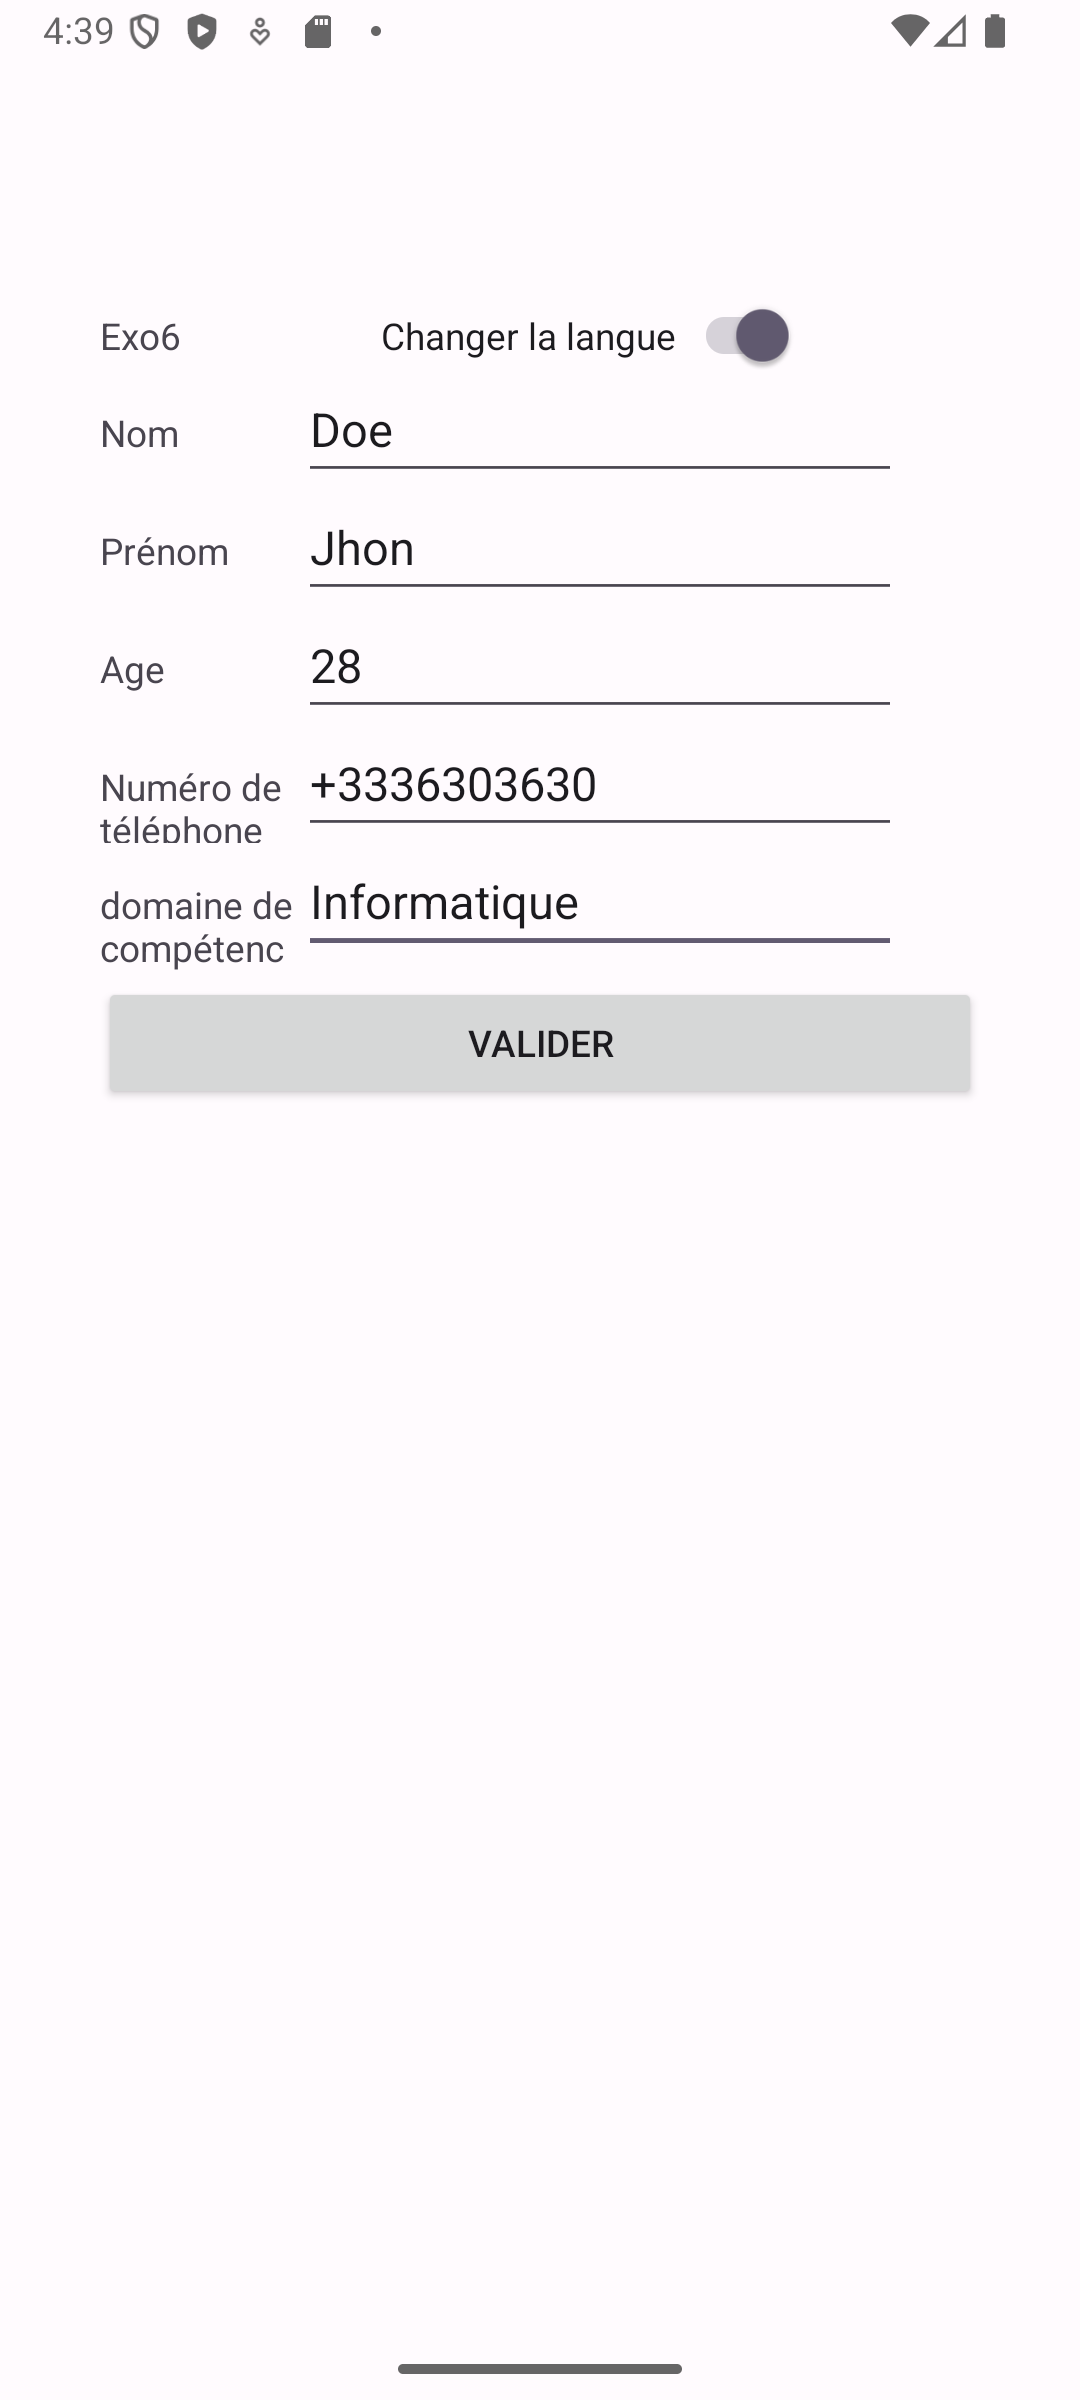 4:39
Exo6 Changer la langue
Nom Doe
Prénom Jhon
Age 28
Numéro de +3336303630
téléphone
domaine de Informatique
compétenc
VALIDER